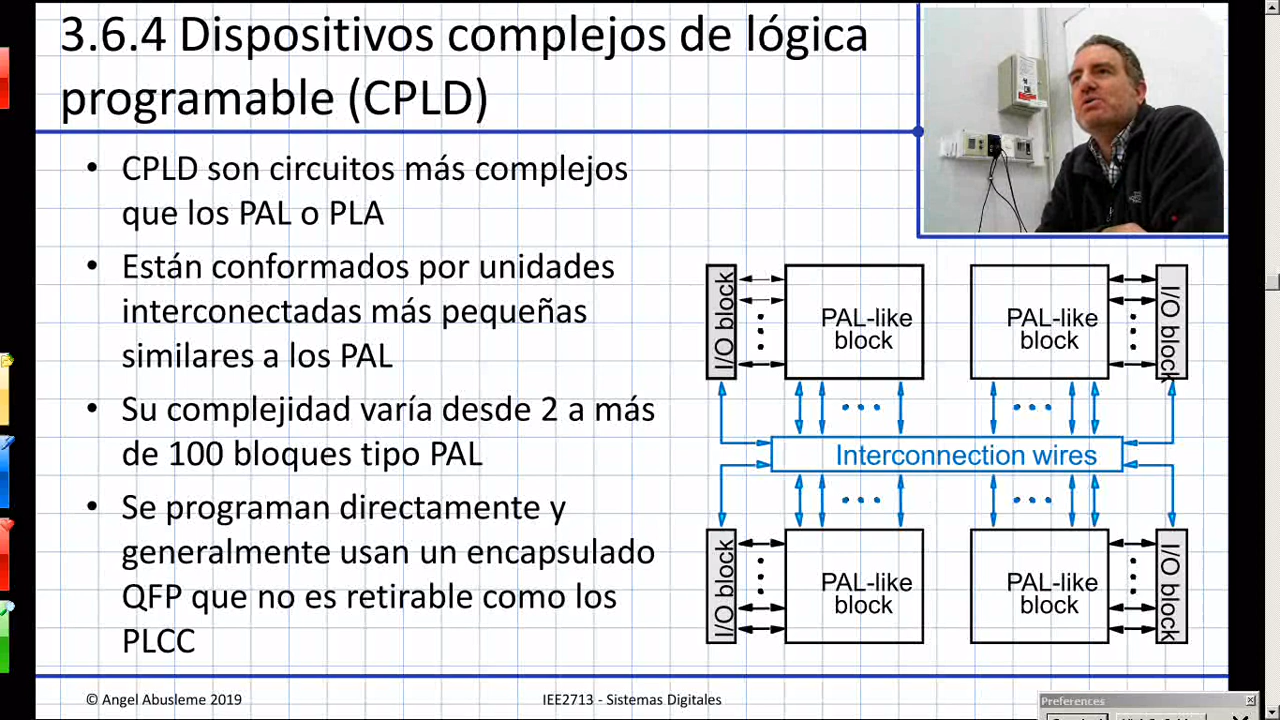 3.6.4 Dispositivos complejos de lógica
programable (CPLD)
• CPLD son circuitos más complejos
que los PAL o PLA
• Están conformados por unidades
interconectadas más pequeñas
similares a los PAL
• Su complejidad varía desde 2 a más
de 100 bloques tipo PAL
• Se programan directamente y
generalmente usan un encapsulado
QFP que no es retirable como los
PLCC
I/O block
PAL-like
block
PAL-like
block
I/O block
Interconnection wires
I/O block
PAL-like
block
PAL-like
block
I/O block
© Angel Abusleme 2019
IEE2713 - Sistemas Digitales
Preferences